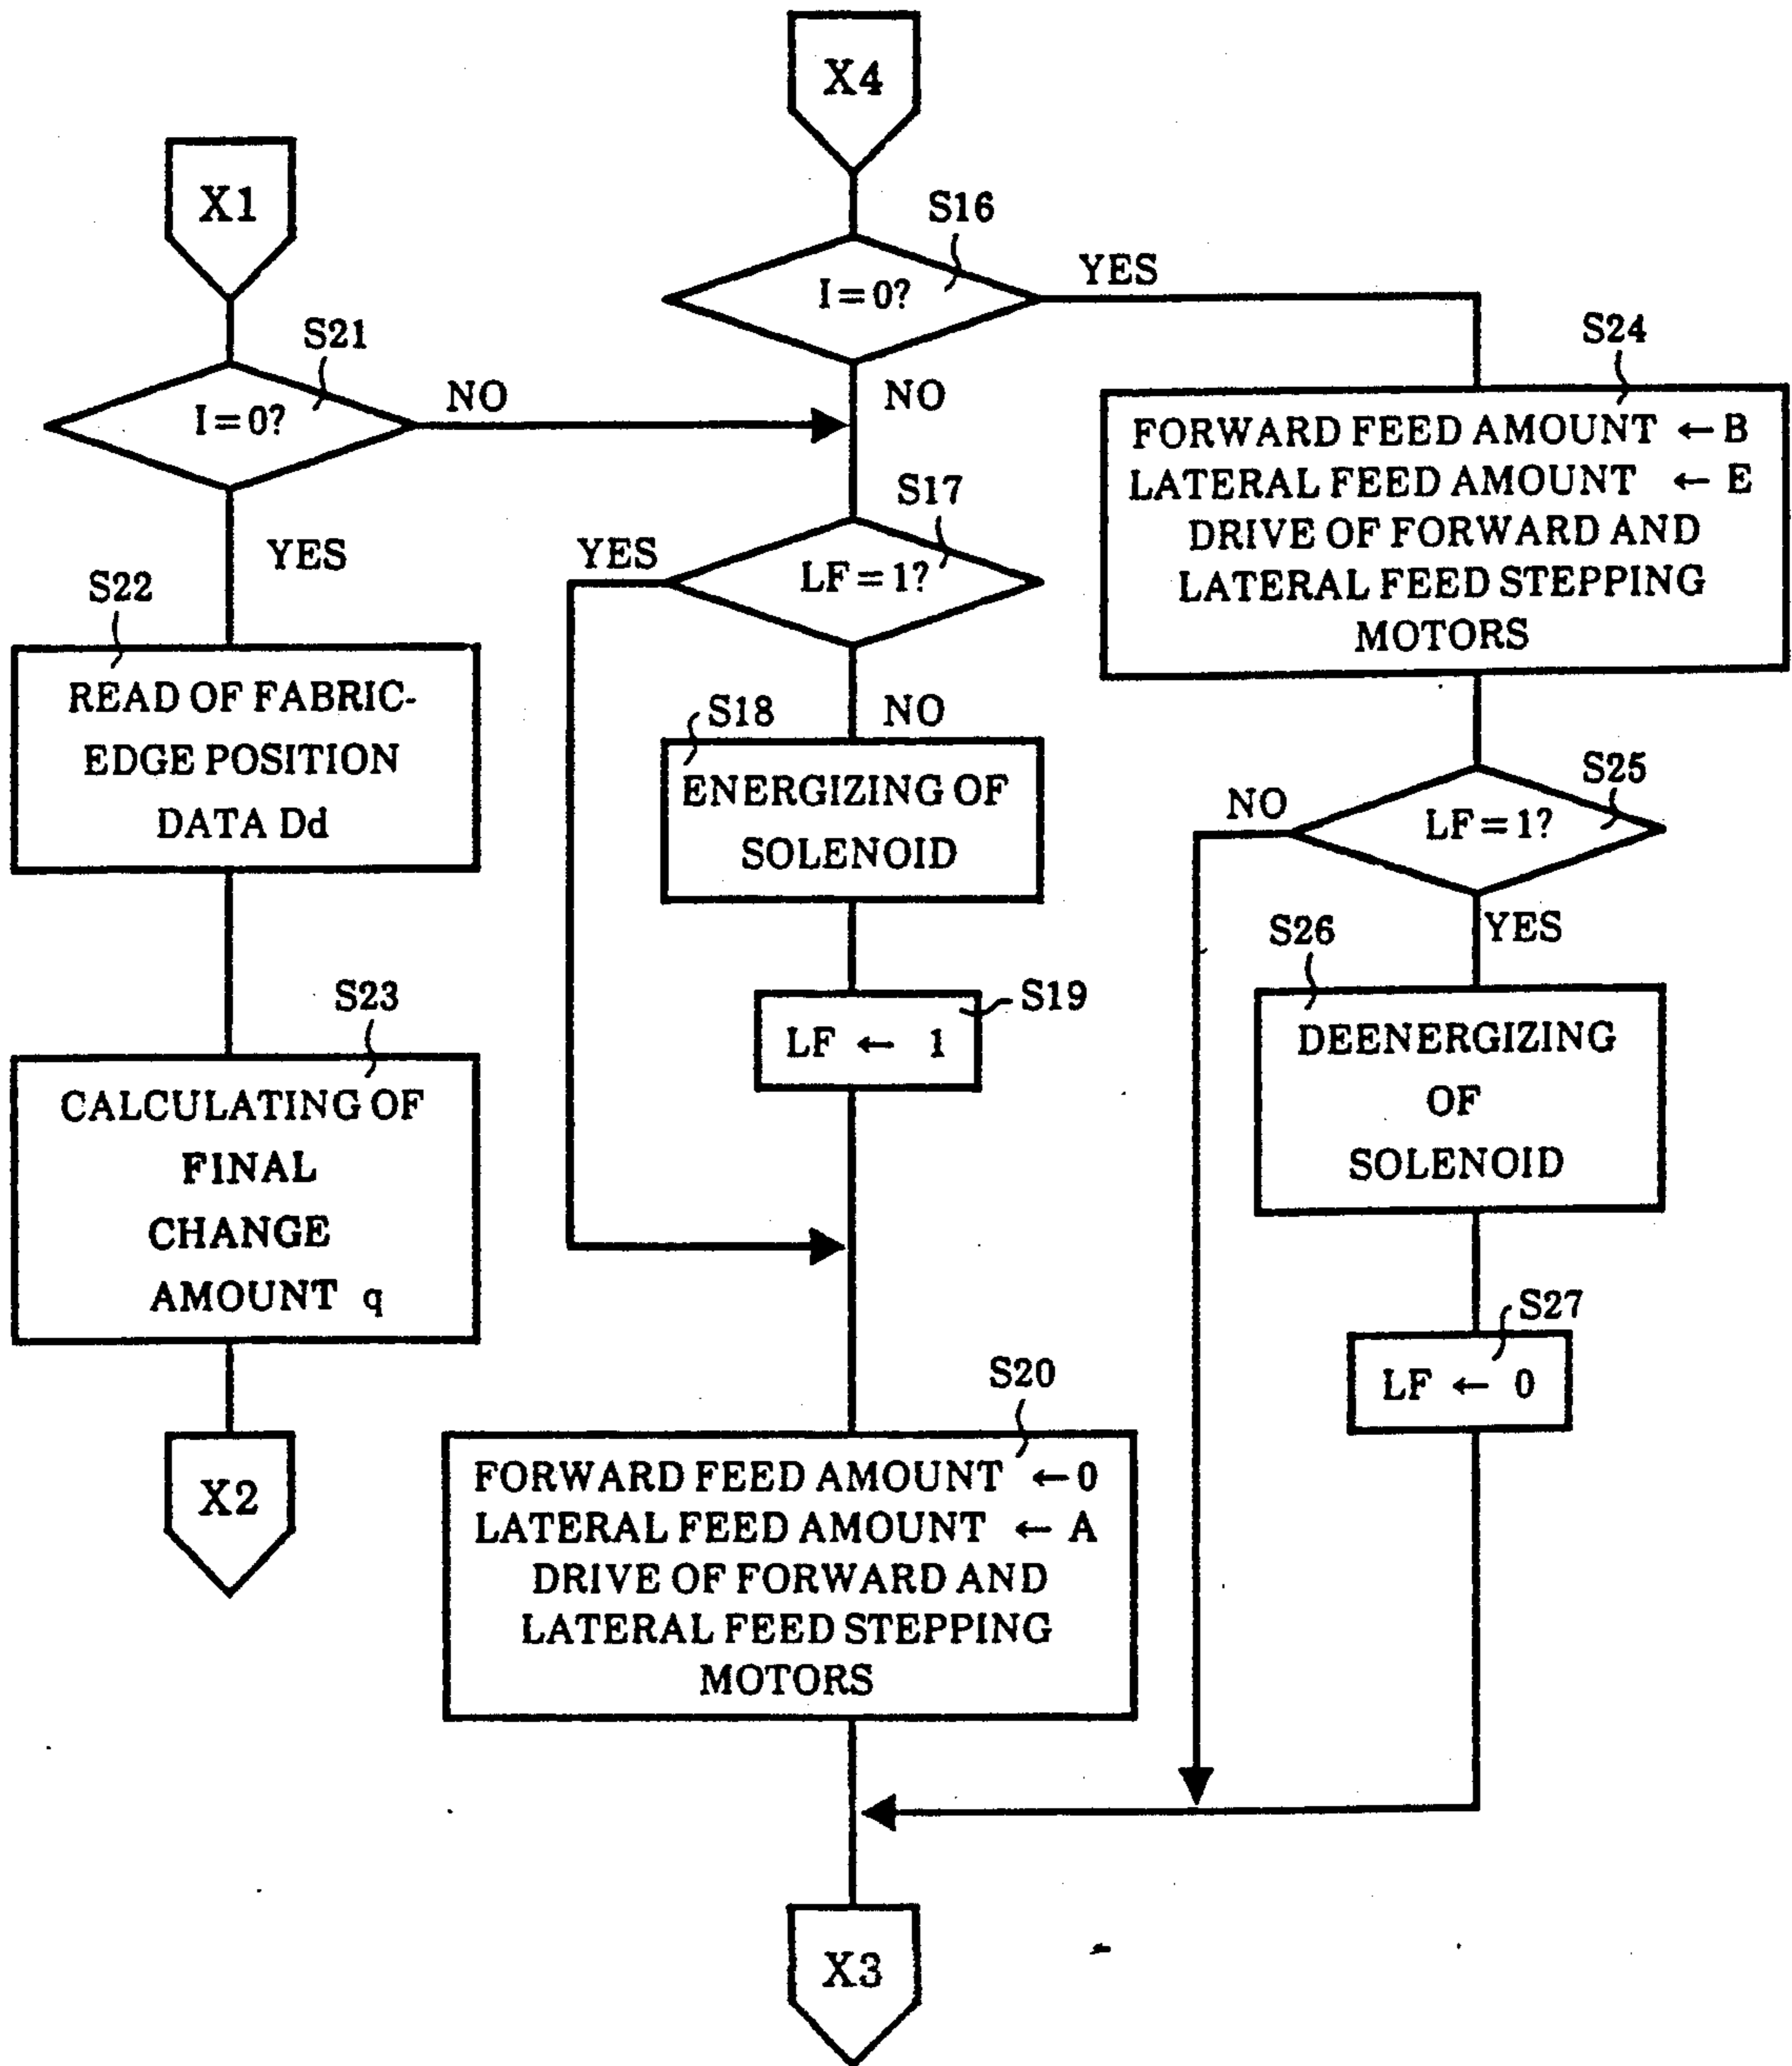 X4
X1
S16
I=0?
YES
S21
I=0?
NO
NO
S24
FORWARD FEED AMOUNT ← B
LATERAL FEED AMOUNT ← E
DRIVE OF FORWARD AND
LATERAL FEED STEPPING
MOTORS
YES
S17
LF=1?
YES
NO
S22
READ OF FABRIC-
EDGE POSITION
DATA Dd
S18
ENERGIZING OF
SOLENOID
S25
LF=1?
NO
YES
S19
LF ← 1
S26
DEENERGIZING
OF
SOLENOID
S23
CALCULATING OF
FINAL
CHANGE
AMOUNT q
S27
LF ← 0
S20
FORWARD FEED AMOUNT ←0
LATERAL FEED AMOUNT ← A
DRIVE OF FORWARD AND
LATERAL FEED STEPPING
MOTORS
X2
X3